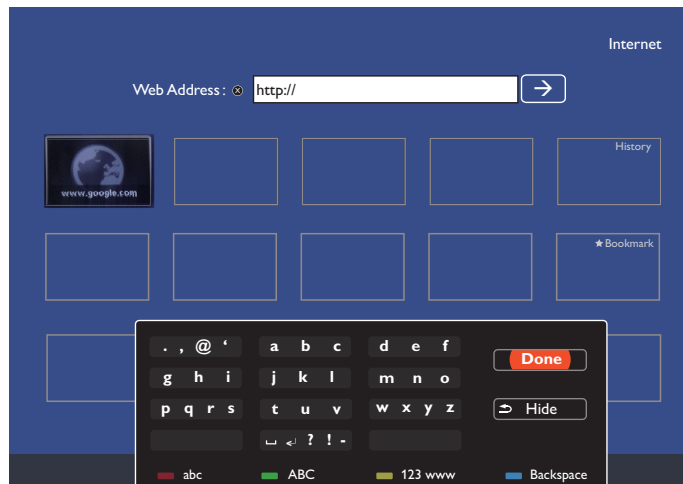 Internet
Web Address : http://
History
www.google.com
★ Bookmark
. , @ ‘ a b c d e f
Done
g h i j k l m n o
p q r s t u v w x y z Hide
␣ ↵ ? ! -
abc ABC 123 www Backspace